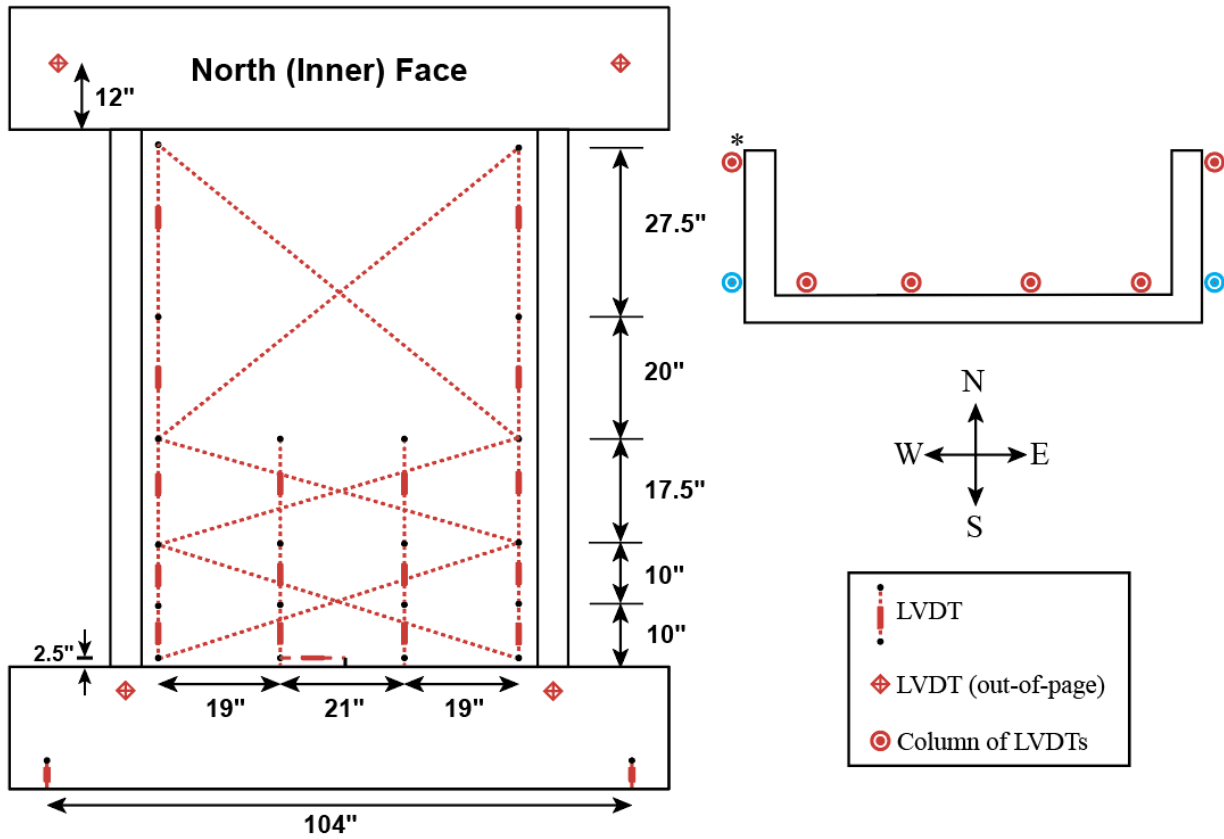 North (Inner) Face
12"
27.5"
20"
17.5"
10"
10"
2.5"
19"
21"
19"
104"
*
N
W
E
S
LVDT
LVDT (out-of-page)
Column of LVDTs